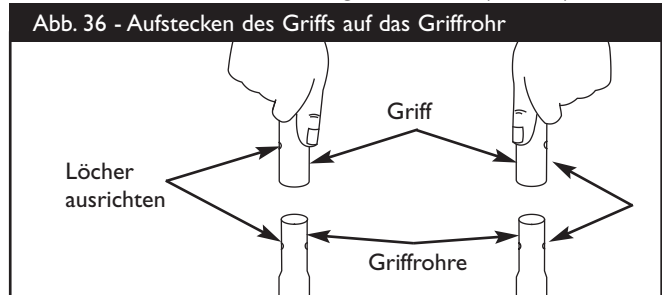 Abb. 36 - Aufstecken des Griffs auf das Griffrohr
Griff
Löcher
ausrichten
Griffrohre